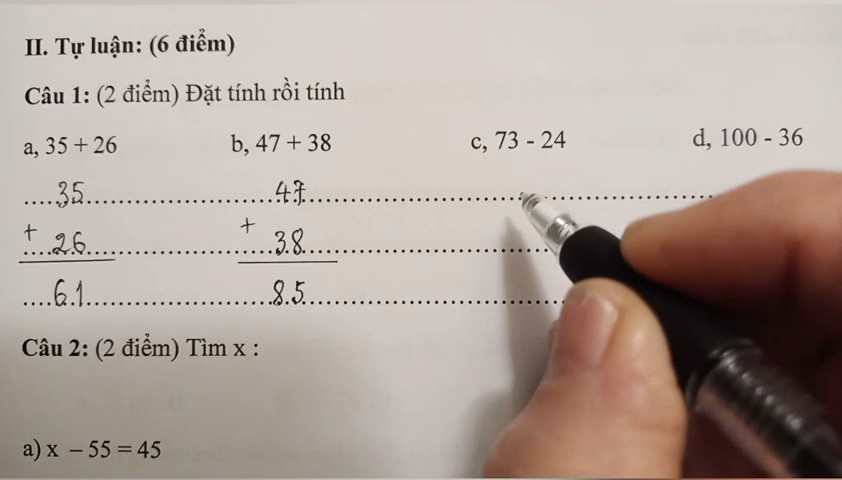 II. Tự luận: (6 điểm)
Câu 1: (2 điểm) Đặt tính rồi tính
a, 35 + 26 b, 47 + 38 c, 73 - 24 d, 100 - 36
35 47
+ +
26 38
61 85
Câu 2: (2 điểm) Tìm x :
a) x – 55 = 45